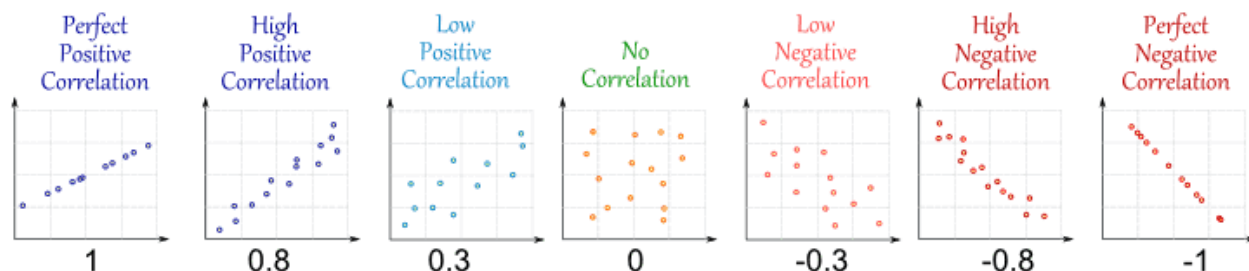 Perfect
Positive
Correlation
High
Positive
Correlation
Low
Positive
Correlation
No
Correlation
Low
Negative
Correlation
High
Negative
Correlation
Perfect
Negative
Correlation
1
0.8
0.3
0
-0.3
-0.8
-1